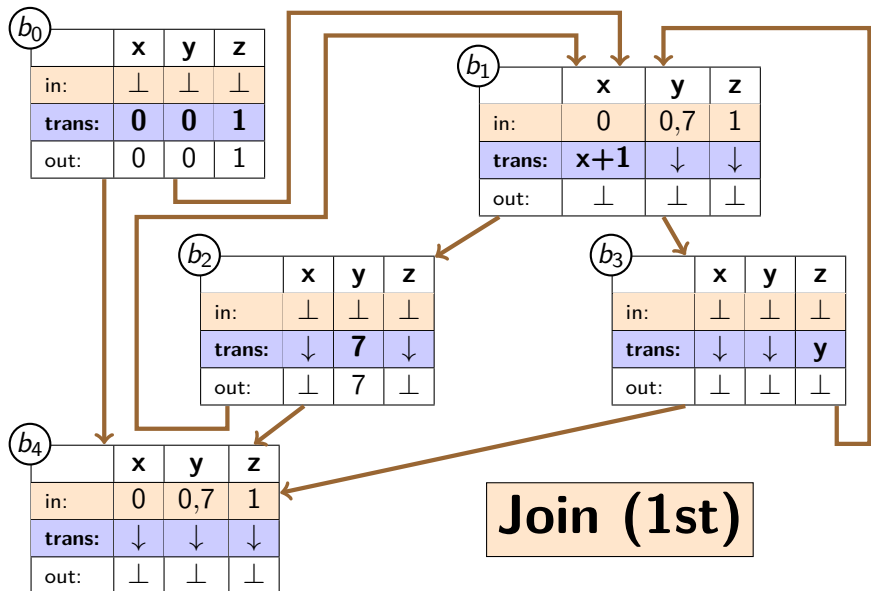 b0
x y z
in: ⊥ ⊥ ⊥
trans: 0 0 1
out: 0 0 1
b1
x y z
in: 0 0,7 1
trans: x+1 ↓ ↓
out: ⊥ ⊥ ⊥
b2
x y z
in: ⊥ ⊥ ⊥
trans: ↓ 7 ↓
out: ⊥ 7 ⊥
b3
x y z
in: ⊥ ⊥ ⊥
trans: ↓ ↓ y
out: ⊥ ⊥ ⊥
b4
x y z
in: 0 0,7 1
trans: ↓ ↓ ↓
out: ⊥ ⊥ ⊥
Join (1st)